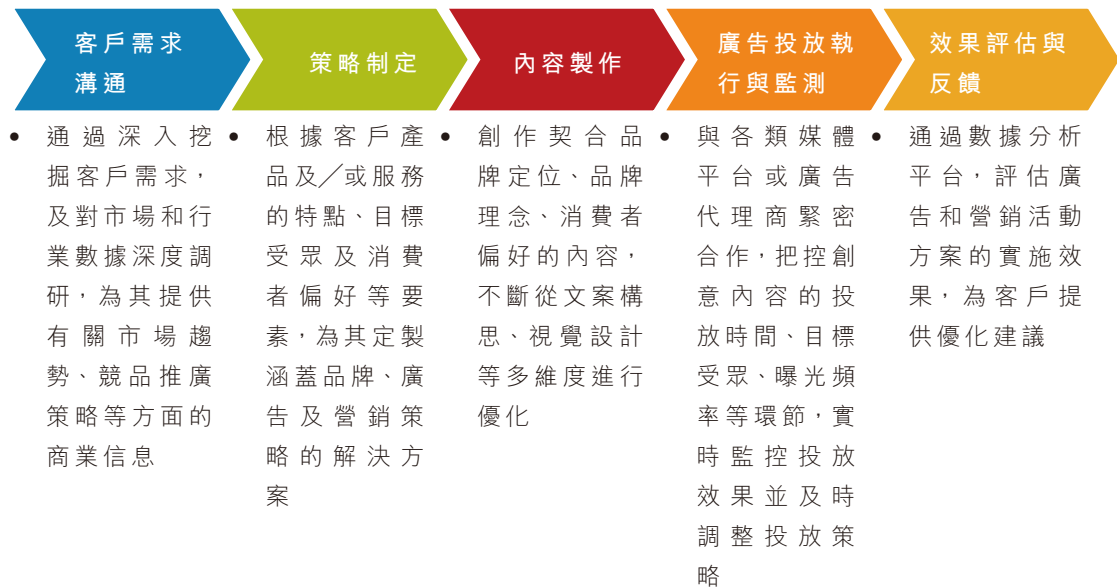 客戶需求
溝通
策略制定
內容製作
廣告投放執
行與監測
效果評估與
反饋
• 通過深入挖
掘客戶需求，
及對市場和行
業數據深度調
研，為其提供
有關市場趨
勢、競品推廣
策略等方面的
商業信息
• 根據客戶產
品及／或服務
的特點、目標
受眾及消費
者偏好等要
素，為其定製
涵蓋品牌、廣
告及營銷策
略的解決方
案
• 創作契合品
牌定位、品牌
理念、消費者
偏好的內容，
不斷從文案構
思、視覺設計
等多維度進行
優化
• 與各類媒體
平台或廣告
代理商緊密
合作，把控創
意內容的投
放時間、目標
受眾、曝光頻
率等環節，實
時監控投放
效果並及時
調整投放策
略
• 通過數據分析
平台，評估廣
告和營銷活動
方案的實施效
果，為客戶提
供優化建議